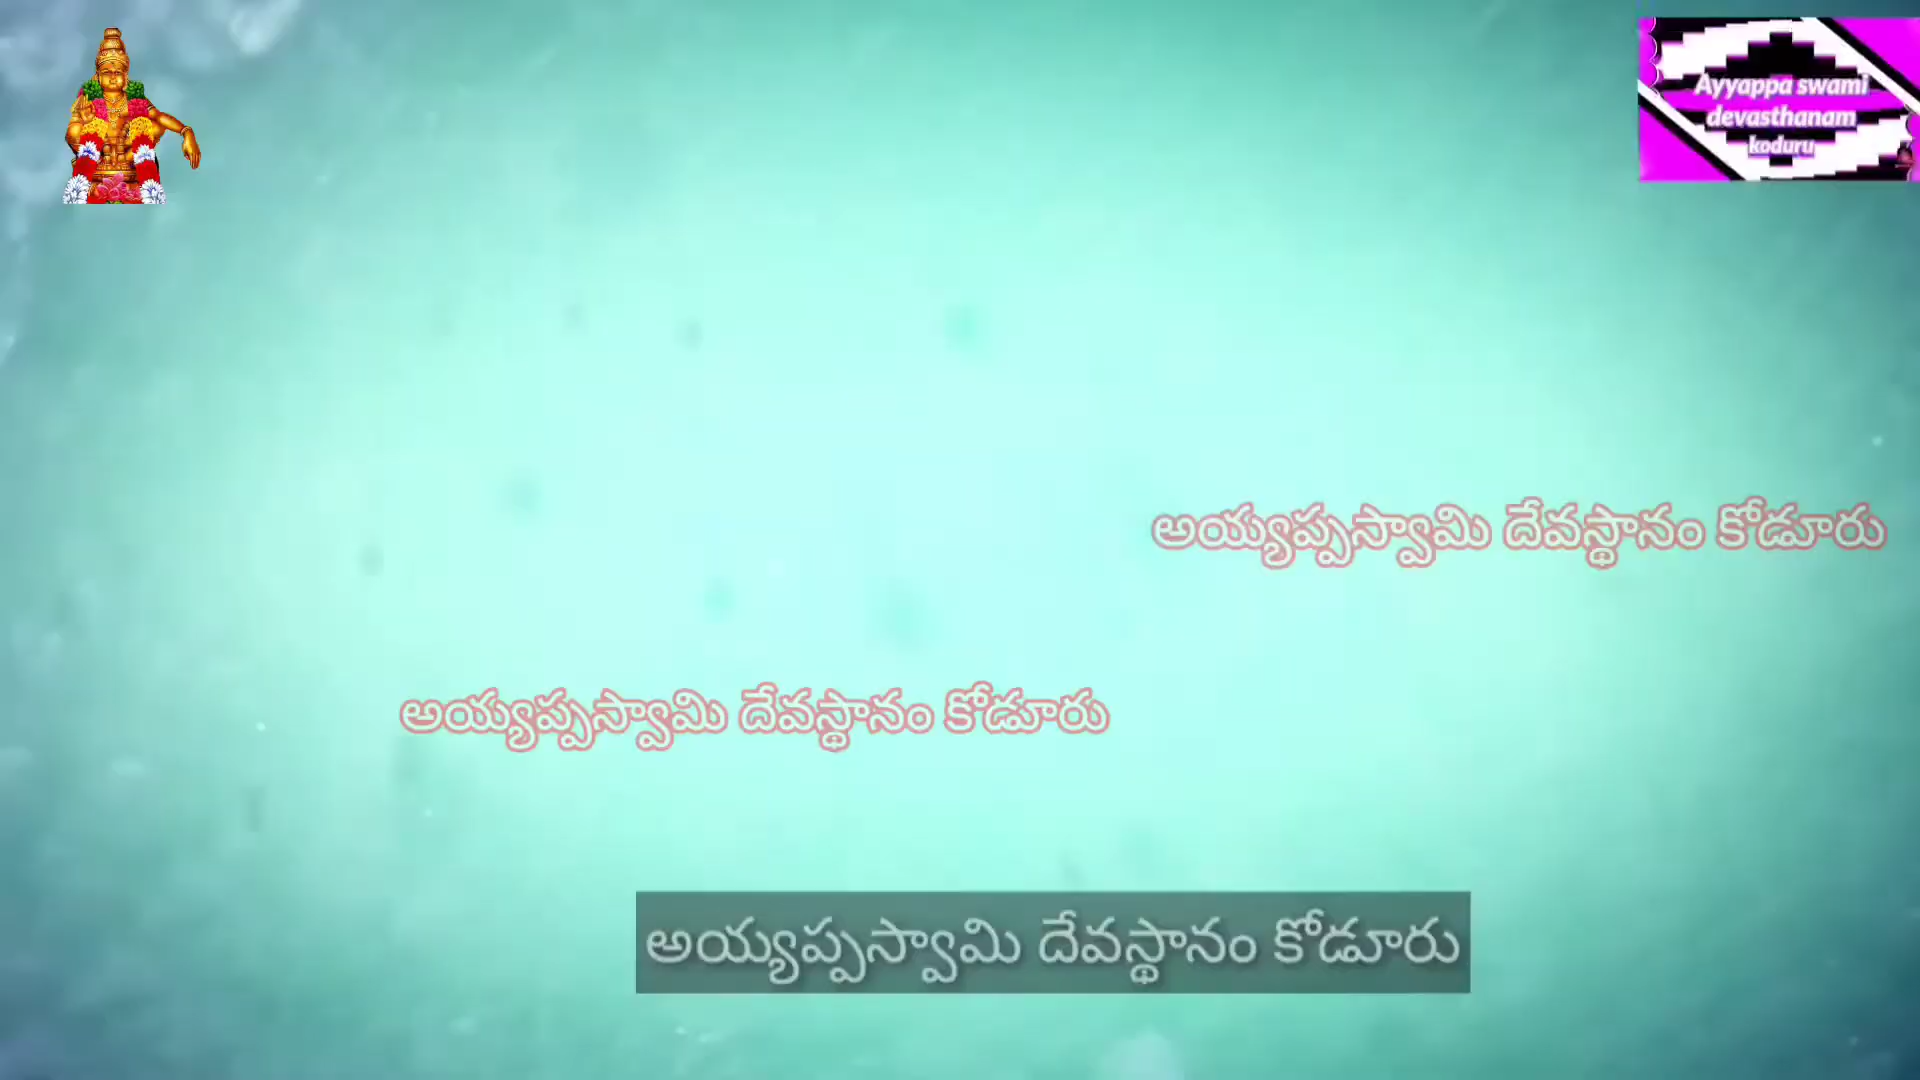 Ayyappa swami
devasthanam
koduru
అయ్యప్పస్వామి దేవస్థానం కోడూరు
అయ్యప్పస్వామి దేవస్థానం కోడూరు
అయ్యప్పస్వామి దేవస్థానం కోడూరు